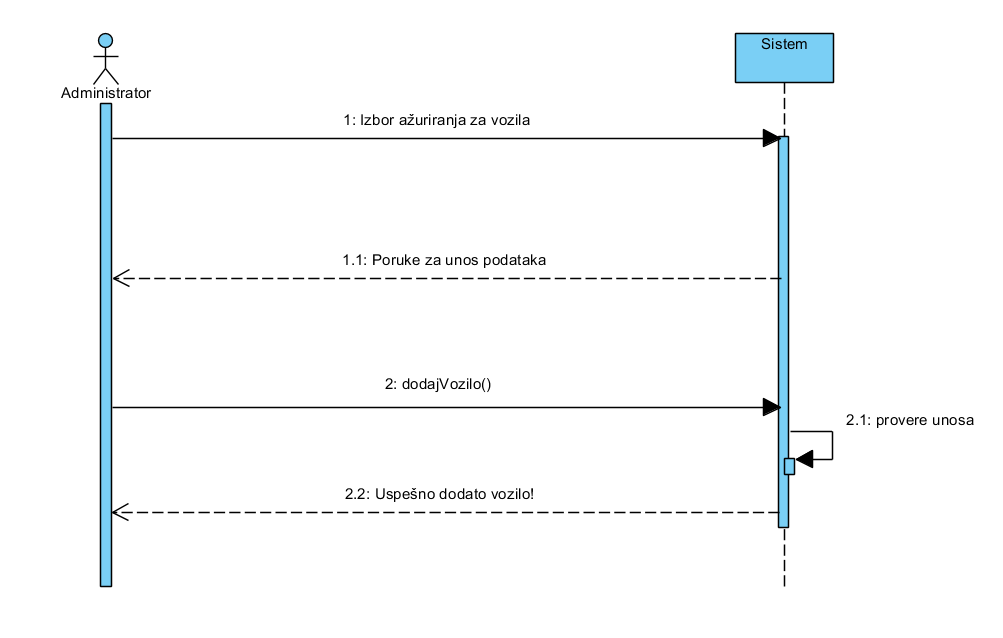 Sistem
Administrator
1: Izbor ažuriranja za vozila
1.1: Poruke za unos podataka
2: dodajVozilo()
2.1: provere unosa
2.2: Uspešno dodato vozilo!